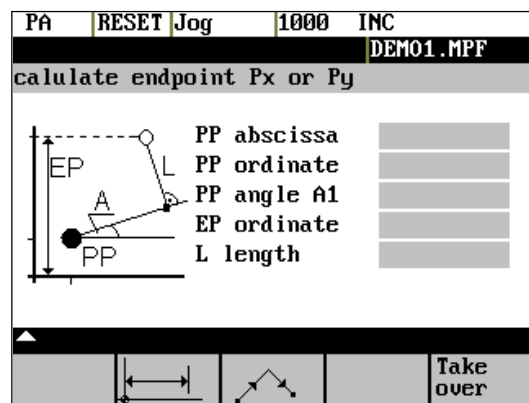 PA RESET Jog 1000 INC
DEMO1.MPF
calulate endpoint Px or Py
PP abscissa
PP ordinate
PP angle A1
EP ordinate
L length
EP
L
A
PP
Take
over